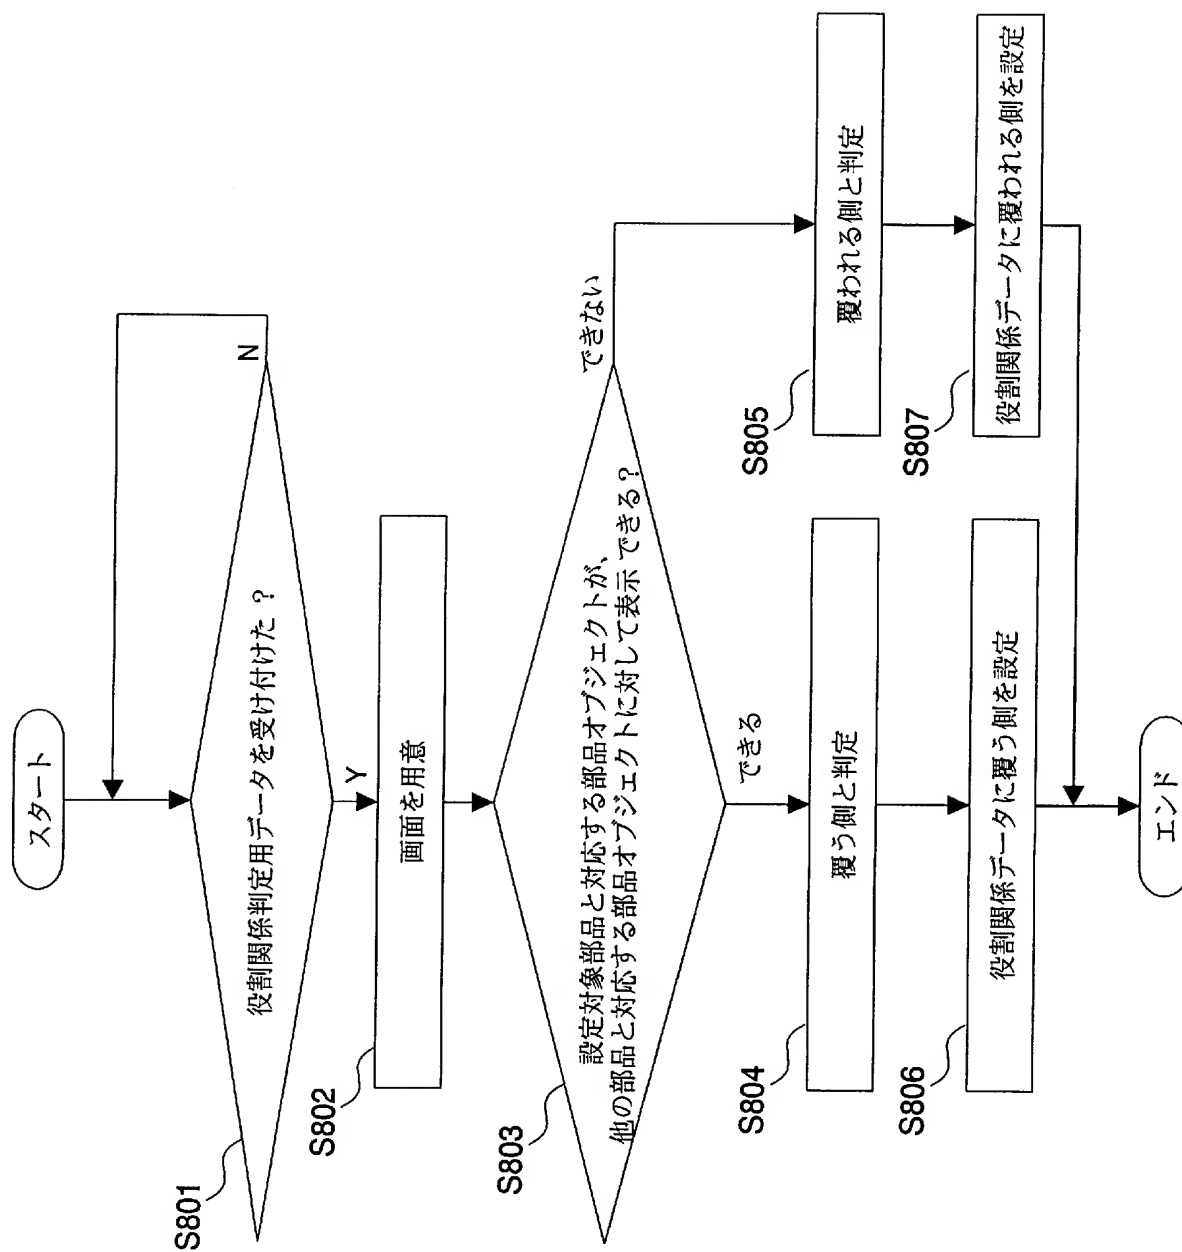 スタート
S801
役割関係判定用データを受け付けた ?
N
Y
S802
画面を用意
S803
設定対象部品と対応する部品オブジェクトが、
他の部品と対応する部品オブジェクトに対して表示できる?
できない
できる
S804
覆う側と判定
S805
覆われる側と判定
S806
役割関係データに覆う側を設定
S807
役割関係データに覆われる側を設定
エンド